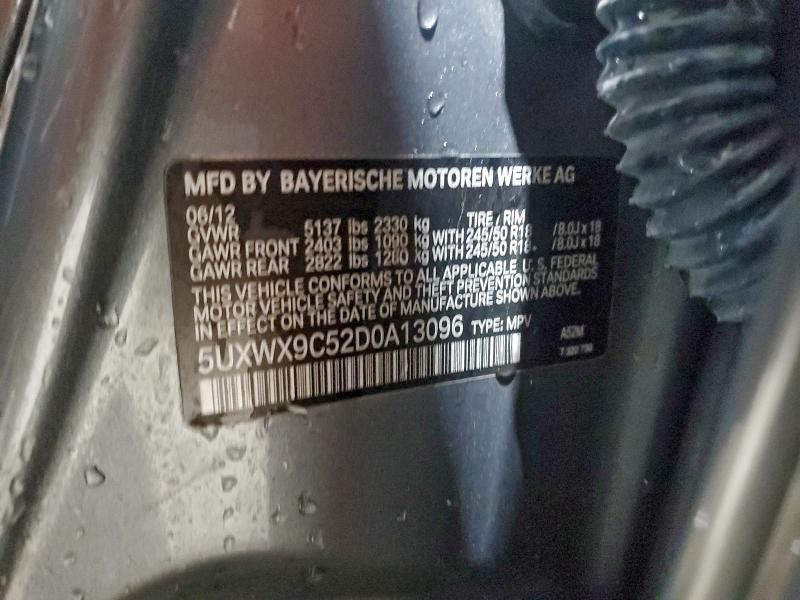 MFD BY BAYERISCHE MOTOREN WERKE AG
06/12 TIRE / RIM
GVWR 5137 lbs 2330 kg
GAWR FRONT 2403 lbs 1090 kg WITH 245/50 R18 /8.0J x 18
GAWR REAR 2822 lbs 1280 kg WITH 245/50 R18 /8.0J x 18
THIS VEHICLE CONFORMS TO ALL APPLICABLE U.S. FEDERAL
MOTOR VEHICLE SAFETY AND THEFT PREVENTION STANDARDS
IN EFFECT ON THE DATE OF MANUFACTURE SHOWN ABOVE.
5UXWX9C52D0A13096 TYPE: MPV
A52M